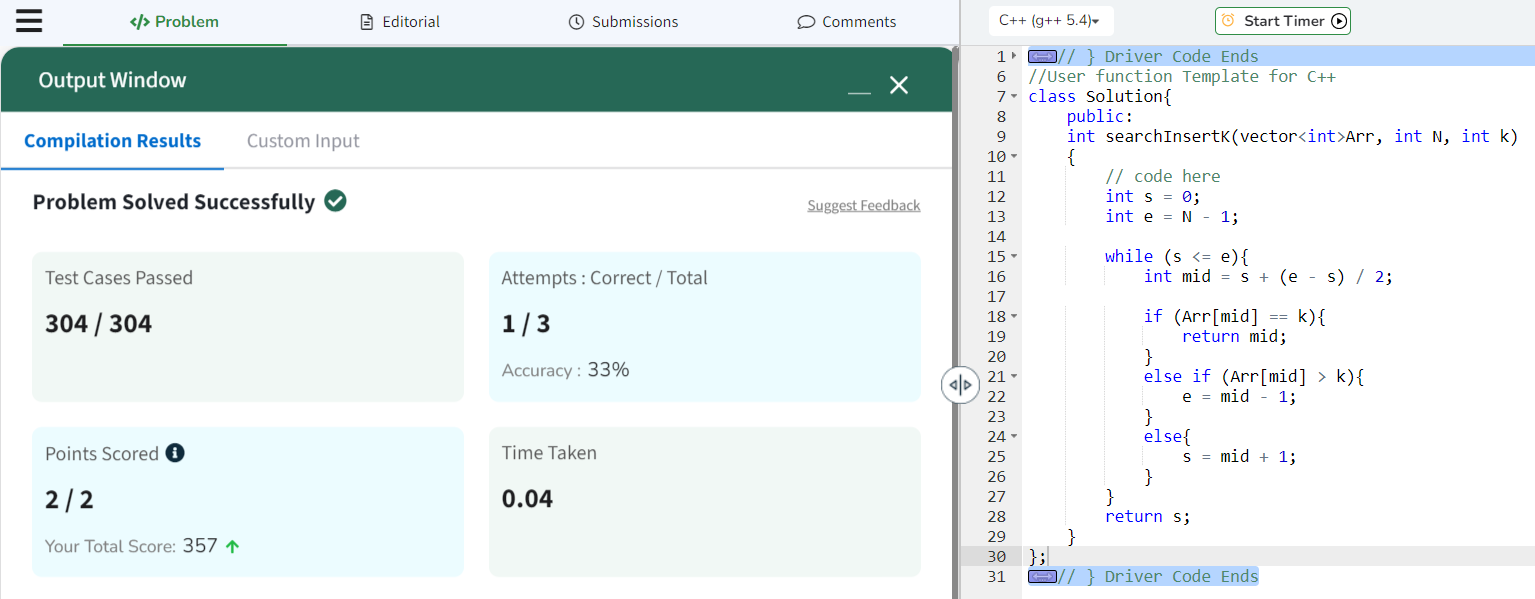 </> Problem
Editorial
Submissions
Comments
Output Window
Compilation Results
Custom Input
Problem Solved Successfully
Suggest Feedback
Test Cases Passed
304 / 304
Attempts : Correct / Total
1 / 3
Accuracy : 33%
Points Scored
2 / 2
Your Total Score: 357
Time Taken
0.04
C++ (g++ 5.4)
Start Timer
1 // } Driver Code Ends
6 //User function Template for C++
7 class Solution{
8     public:
9     int searchInsertK(vector<int>Arr, int N, int k)
10     {
11         // code here
12         int s = 0;
13         int e = N - 1;
14
15         while (s <= e){
16             int mid = s + (e - s) / 2;
17
18             if (Arr[mid] == k){
19                 return mid;
20             }
21             else if (Arr[mid] > k){
22                 e = mid - 1;
23             }
24             else{
25                 s = mid + 1;
26             }
27         }
28         return s;
29     }
30 };
31 // } Driver Code Ends